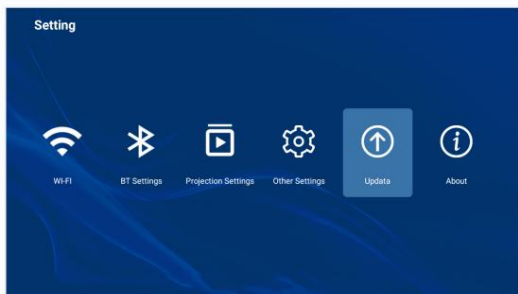 Setting
WI-FI
BT Settings
Projection Settings
Other Settings
Updata
About